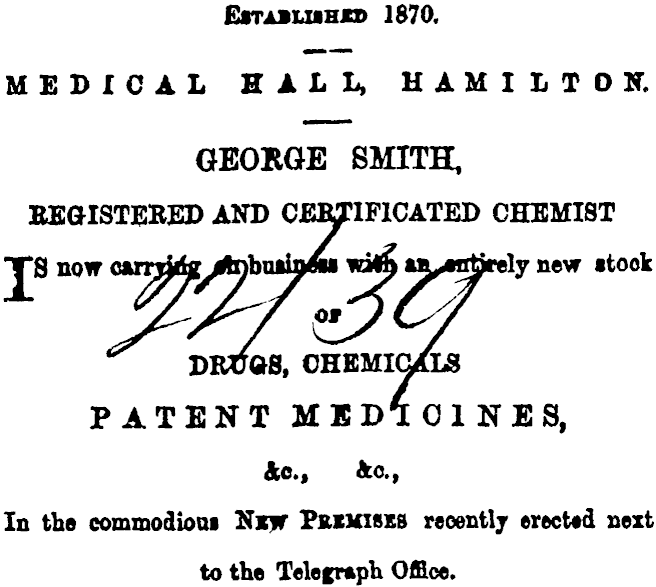 ESTABLISHED 1870.
MEDICAL HALL, HAMILTON.
GEORGE SMITH,
REGISTERED AND CERTIFICATED CHEMIST
IS now carrying on business with an entirely new stock
OF
22/39
DRUGS, CHEMICALS
PATENT MEDICINES,
&c., &c.,
In the commodious NEW PREMISES recently erected next
to the Telegraph Office.